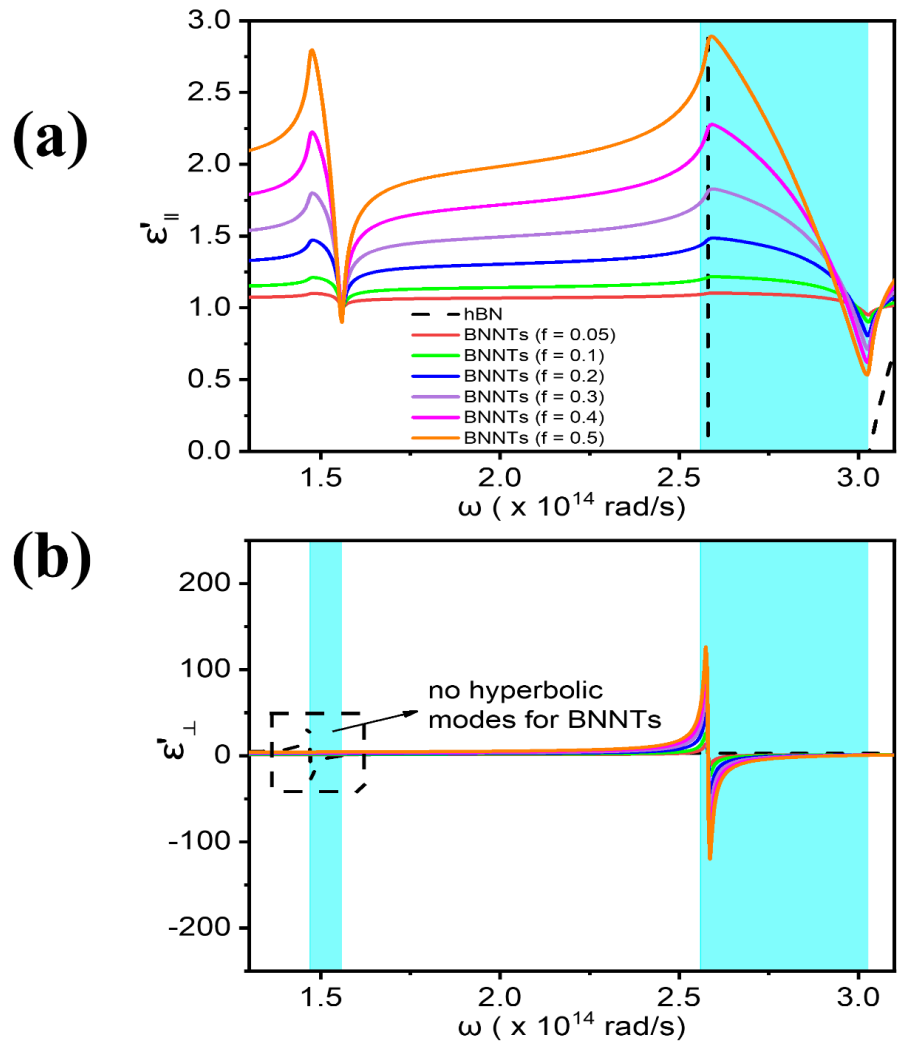 (a)
3.0
2.5
2.0
1.5
1.0
0.5
0.0
ε'∥
hBN
BNNTs (f = 0.05)
BNNTs (f = 0.1)
BNNTs (f = 0.2)
BNNTs (f = 0.3)
BNNTs (f = 0.4)
BNNTs (f = 0.5)
1.5 2.0 2.5 3.0
ω ( x 10¹⁴ rad/s)
(b)
200
100
0
-100
-200
ε'⊥
no hyperbolic
modes for BNNTs
1.5 2.0 2.5 3.0
ω ( x 10¹⁴ rad/s)